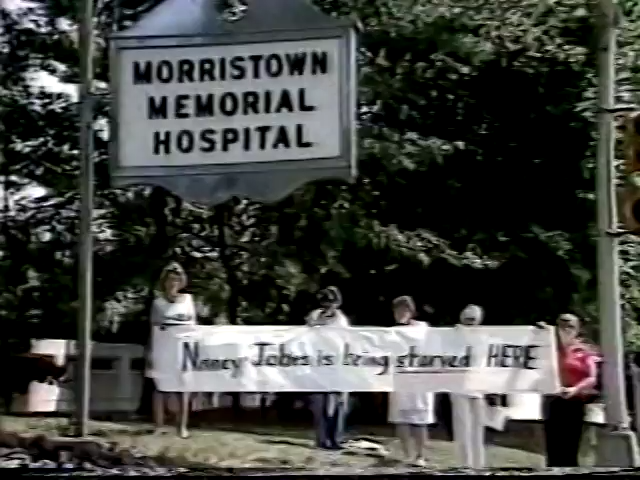 MORRISTOWN
MEMORIAL
HOSPITAL
Nancy Jobes is being starved HERE